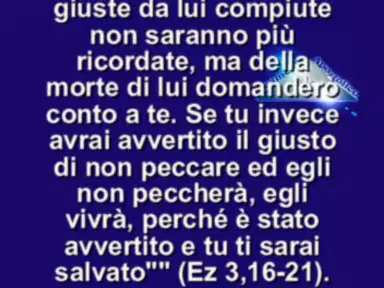 giuste da lui compiute
non saranno più
ricordate, ma della
morte di lui domanderò
conto a te. Se tu invece
avrai avvertito il giusto
di non peccare ed egli
non peccherà, egli
vivrà, perché è stato
avvertito e tu ti sarai
salvato"" (Ez 3,16-21).